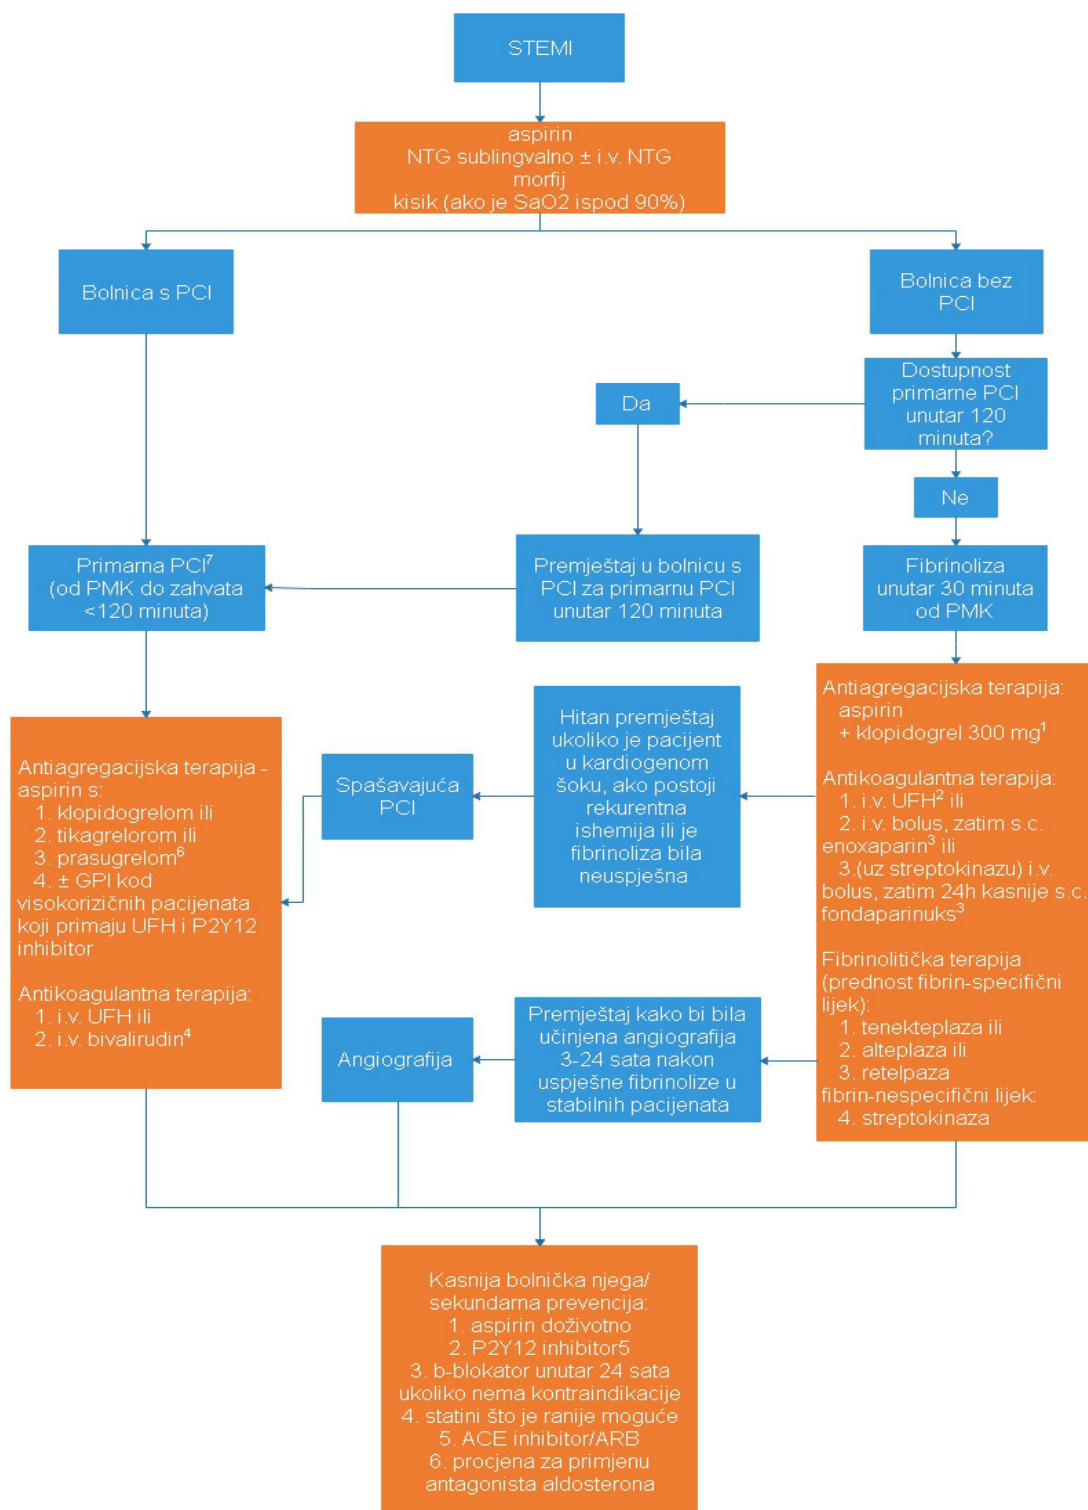 STEMI
aspirin
NTG sublingvalno ± i.v. NTG
morfij
kisik (ako je SaO2 ispod 90%)
Bolnica s PCI
Bolnica bez
PCI
Dostupnost
primarne PCI
unutar 120
minuta?
Da
Ne
Primarna PCI⁷
(od PMK do zahvata
<120 minuta)
Premještaj u bolnicu s
PCI za primarnu PCI
unutar 120 minuta
Fibrinoliza
unutar 30 minuta
od PMK
Antiagregacijska terapija -
aspirin s:
1. klopidogrelom ili
2. tikagrelorom ili
3. prasugrelom⁶
4. ± GPI kod
visokorizičnih pacijenata
koji primaju UFH i P2Y12
inhibitor
Antikoagulantna terapija:
1. i.v. UFH ili
2. i.v. bivalirudin⁴
Spašavajuća
PCI
Hitan premještaj
ukoliko je pacijent
u kardiogenom
šoku, ako postoji
rekurentna
ishemija ili je
fibrinoliza bila
neuspješna
Antiagregacijska terapija:
aspirin
+ klopidogrel 300 mg¹
Antikoagulantna terapija:
1. i.v. UFH² ili
2. i.v. bolus, zatim s.c.
enoxaparin³ ili
3.(uz streptokinazu) i.v.
bolus, zatim 24h kasnije s.c.
fondaparinuks³
Fibrinolitička terapija
(prednost fibrin-specifični
lijek):
1. tenekteplaza ili
2. alteplaza ili
3. retelpaza
fibrin-nespecifični lijek:
4. streptokinaza
Angiografija
Premještaj kako bi bila
učinjena angiografija
3-24 sata nakon
uspješne fibrinolize u
stabilnih pacijenata
Kasnija bolnička njega/
sekundarna prevencija:
1. aspirin doživotno
2. P2Y12 inhibitor5
3. b-blokator unutar 24 sata
ukoliko nema kontraindikacije
4. statini što je ranije moguće
5. ACE inhibitor/ARB
6. procjena za primjenu
antagonista aldosterona